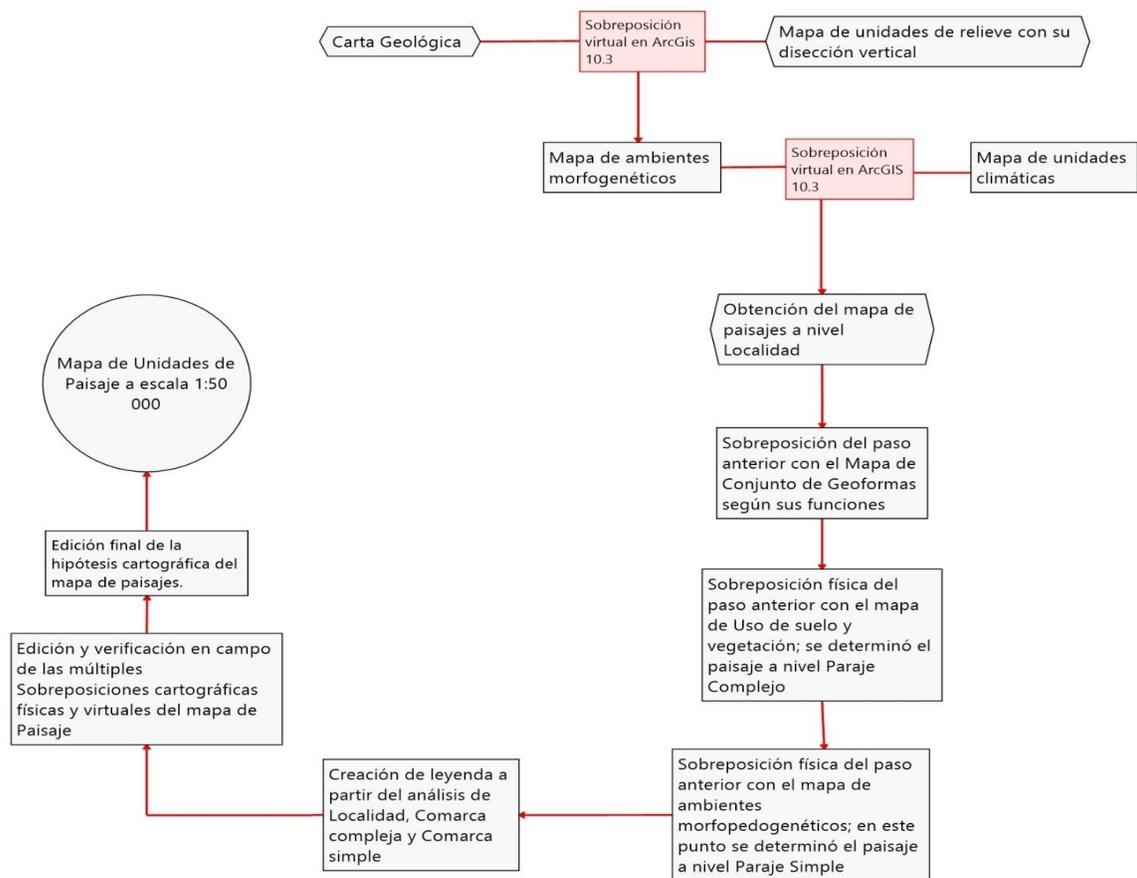 Carta Geológica
Sobreposición
virtual en ArcGis
10.3
Mapa de unidades de relieve con su
disección vertical
Mapa de ambientes
morfogenéticos
Sobreposición
virtual en ArcGIS
10.3
Mapa de unidades
climáticas
Obtención del mapa de
paisajes a nivel
Localidad
Sobreposición del paso
anterior con el Mapa de
Conjunto de Geoformas
según sus funciones
Sobreposición física del
paso anterior con el mapa
de Uso de suelo y
vegetación; se determinó el
paisaje a nivel Paraje
Complejo
Sobreposición física del paso
anterior con el mapa de
ambientes
morfopedogenéticos; en este
punto se determinó el paisaje
a nivel Paraje Simple
Creación de leyenda a
partir del análisis de
Localidad, Comarca
compleja y Comarca
simple
Edición y verificación en campo
de las múltiples
Sobreposiciones cartográficas
físicas y virtuales del mapa de
Paisaje
Edición final de la
hipótesis cartográfica del
mapa de paisajes.
Mapa de Unidades de
Paisaje a escala 1:50
000